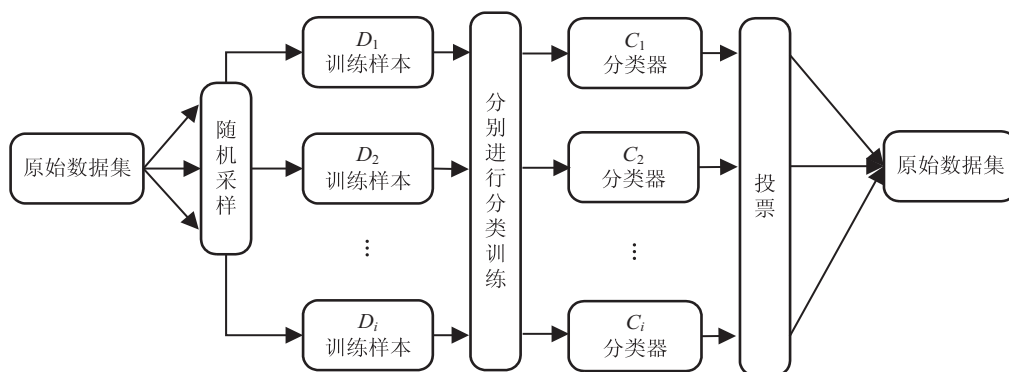 原始数据集
随机采样
D₁
训练样本
D₂
训练样本
⋮
Dᵢ
训练样本
分别进行分类训练
C₁
分类器
C₂
分类器
⋮
Cᵢ
分类器
投票
原始数据集